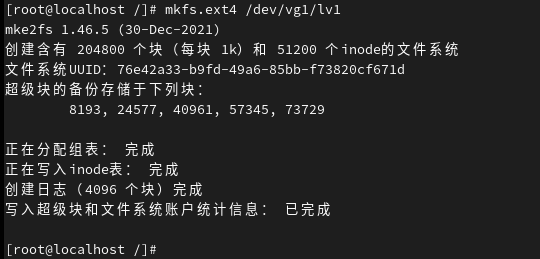 [root@localhost /]# mkfs.ext4 /dev/vg1/lv1
mke2fs 1.46.5 (30-Dec-2021)
创建含有 204800 个块（每块 1k）和 51200 个inode的文件系统
文件系统UUID：76e42a33-b9fd-49a6-85bb-f73820cf671d
超级块的备份存储于下列块：
        8193, 24577, 40961, 57345, 73729
正在分配组表： 完成
正在写入inode表： 完成
创建日志（4096 个块）完成
写入超级块和文件系统账户统计信息： 已完成
[root@localhost /]#